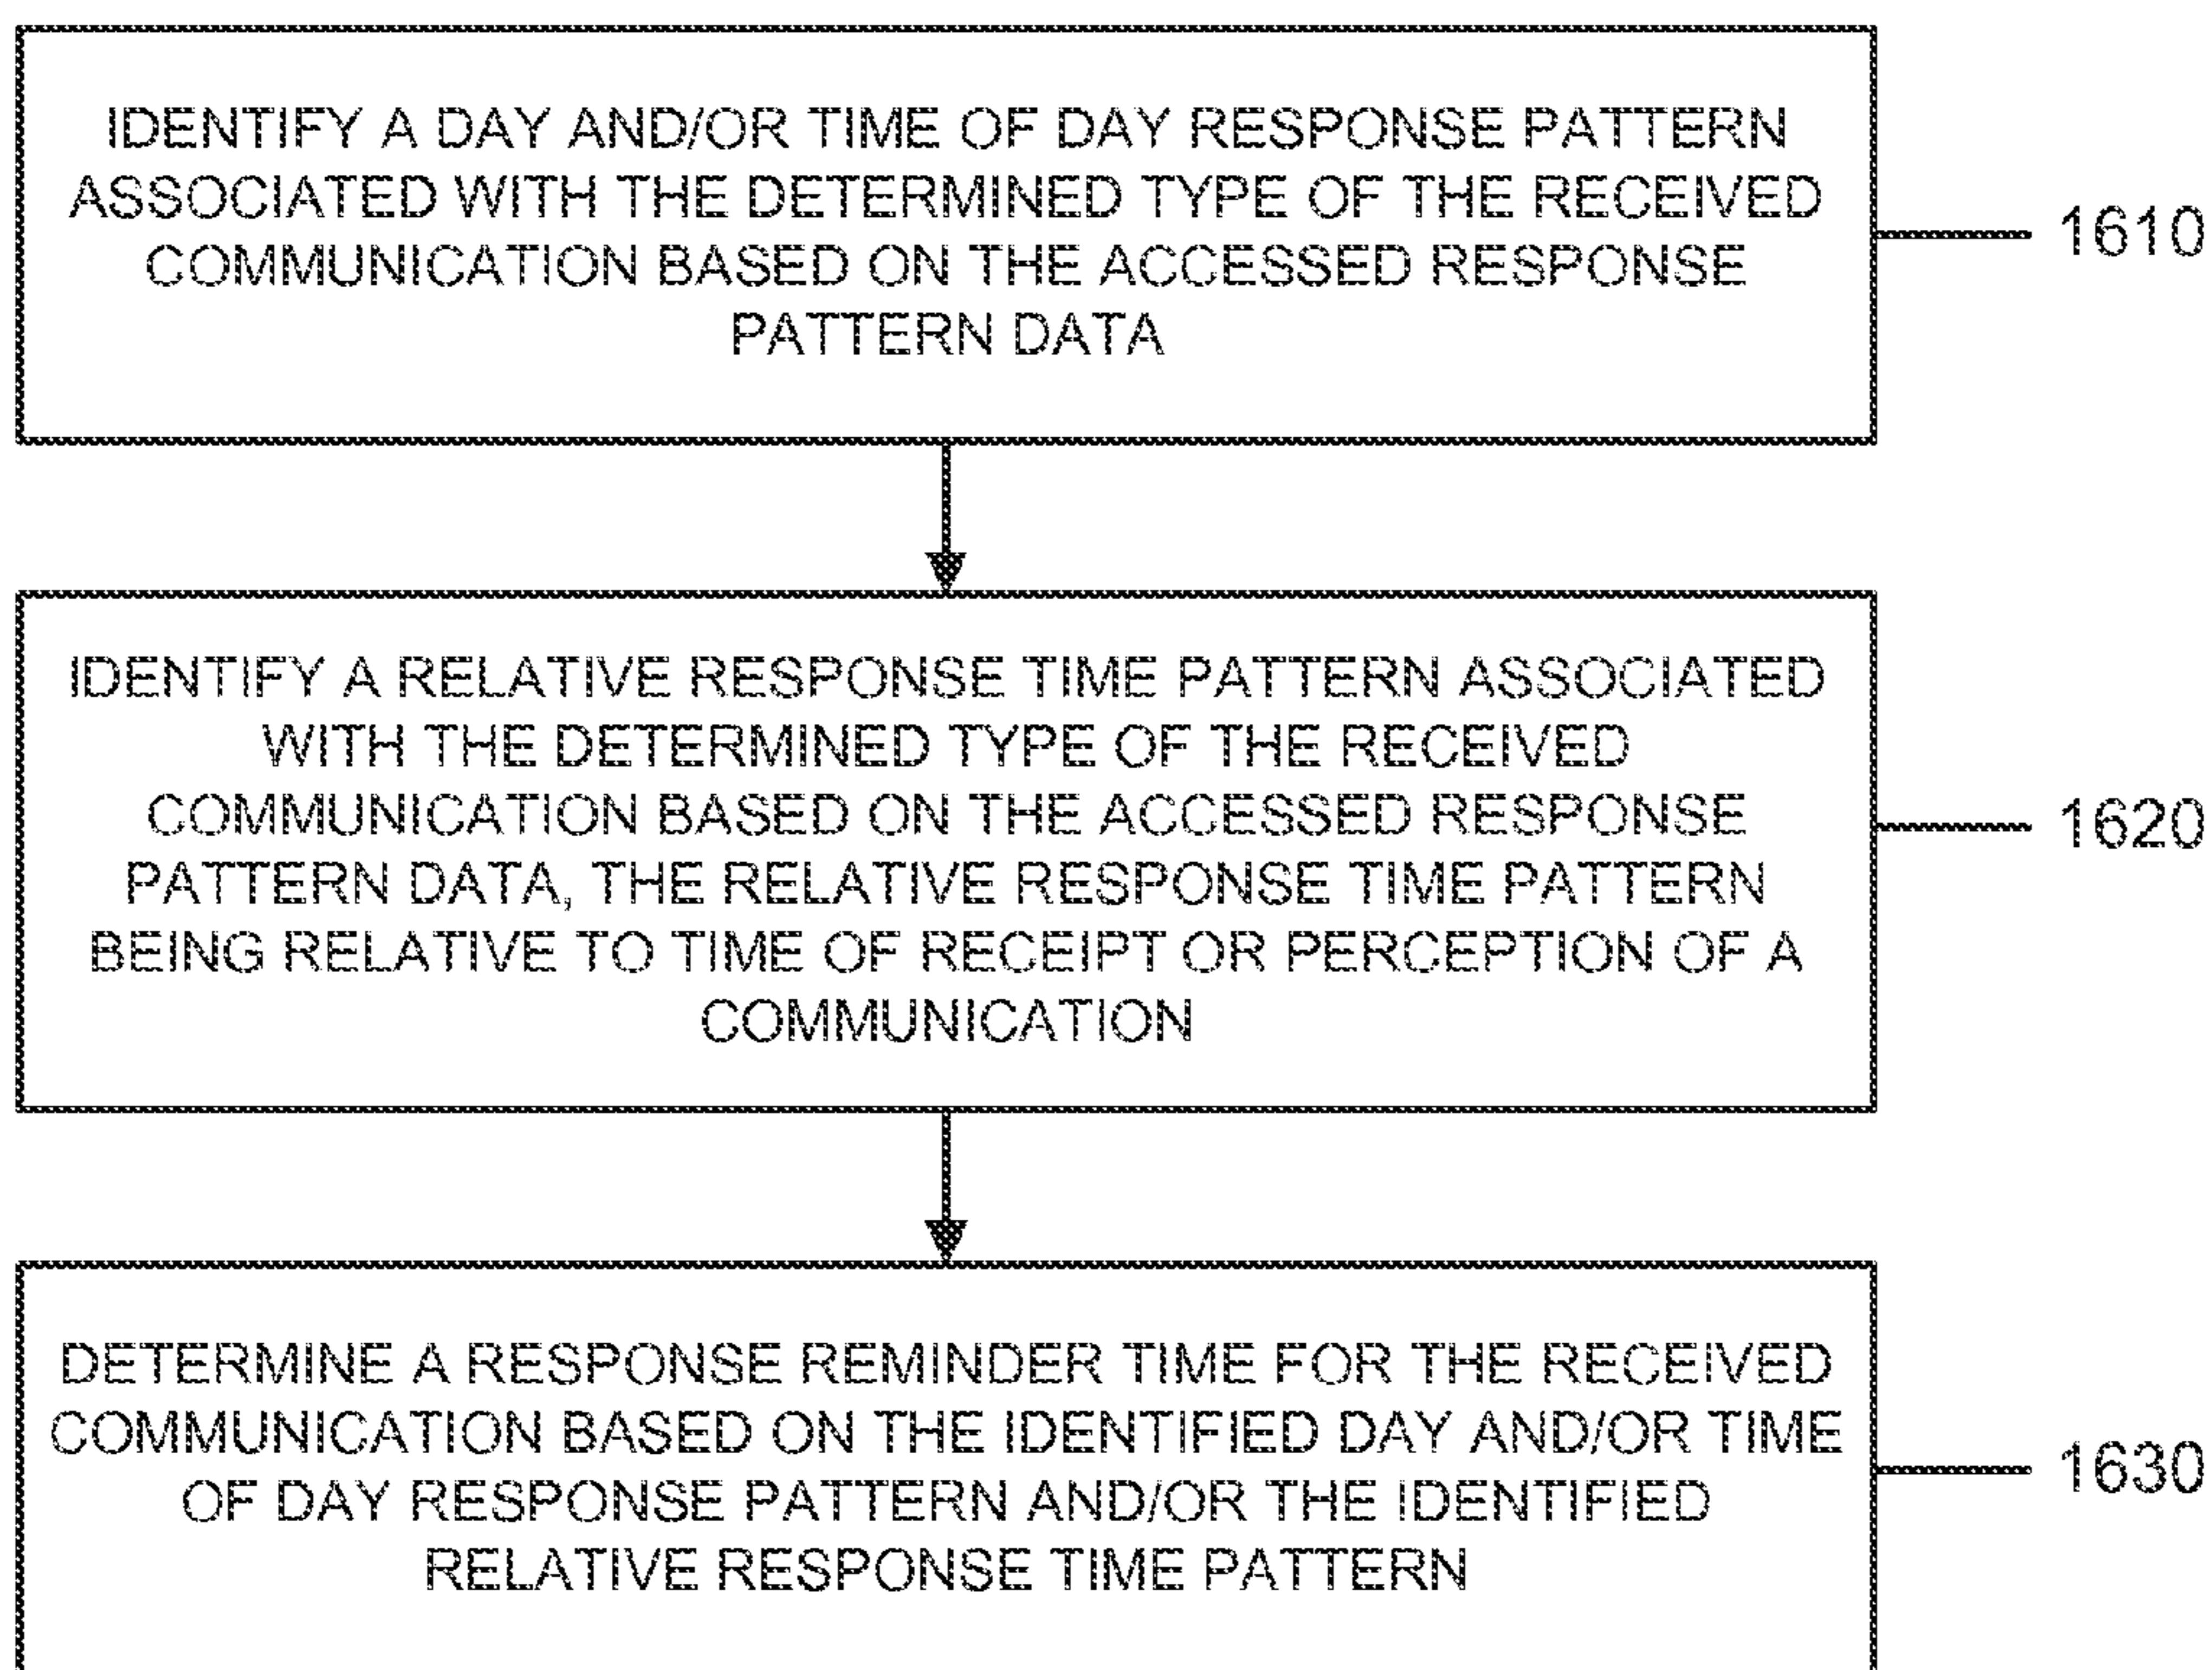 IDENTIFY A DAY AND/OR TIME OF DAY RESPONSE PATTERN
ASSOCIATED WITH THE DETERMINED TYPE OF THE RECEIVED
COMMUNICATION BASED ON THE ACCESSED RESPONSE
PATTERN DATA
1610
IDENTIFY A RELATIVE RESPONSE TIME PATTERN ASSOCIATED
WITH THE DETERMINED TYPE OF THE RECEIVED
COMMUNICATION BASED ON THE ACCESSED RESPONSE
PATTERN DATA, THE RELATIVE RESPONSE TIME PATTERN
BEING RELATIVE TO TIME OF RECEIPT OR PERCEPTION OF A
COMMUNICATION
1620
DETERMINE A RESPONSE REMINDER TIME FOR THE RECEIVED
COMMUNICATION BASED ON THE IDENTIFIED DAY AND/OR TIME
OF DAY RESPONSE PATTERN AND/OR THE IDENTIFIED
RELATIVE RESPONSE TIME PATTERN
1630